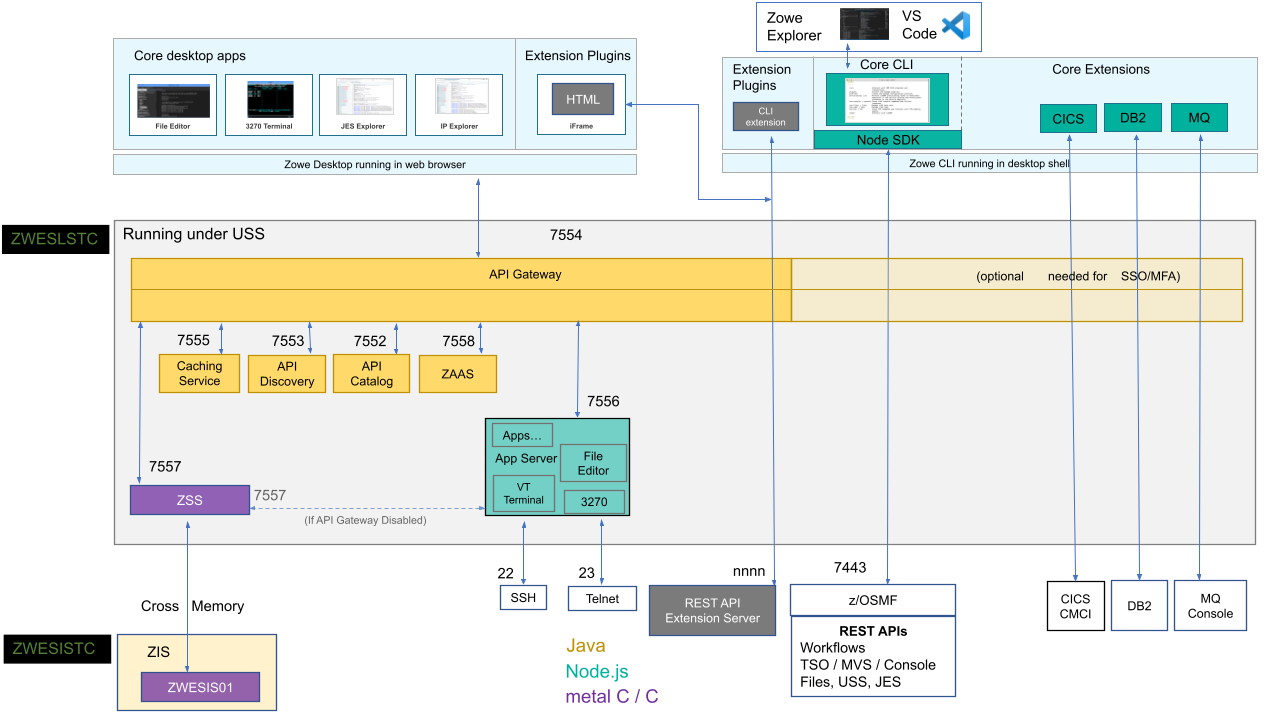 Zowe
Explorer
VS
Code
Core desktop apps
Extension Plugins
File Editor
3270 Terminal
JES Explorer
IP Explorer
HTML
iFrame
Zowe Desktop running in web browser
Extension
Plugins
CLI
extension
Core CLI
Node SDK
Core Extensions
CICS
DB2
MQ
Zowe CLI running in desktop shell
ZWESLSTC
Running under USS
7554
API Gateway
(optional needed for SSO/MFA)
7555
7553
7552
7558
Caching
Service
API
Discovery
API
Catalog
ZAAS
7556
Apps…
App Server
File
Editor
VT
Terminal
3270
7557
ZSS
7557
(If API Gateway Disabled)
22
SSH
23
Telnet
nnnn
REST API
Extension Server
7443
z/OSMF
REST APIs
Workflows
TSO / MVS / Console
Files, USS, JES
CICS
CMCI
DB2
MQ
Console
Cross Memory
ZWESISTC
ZIS
ZWESIS01
Java
Node.js
metal C / C